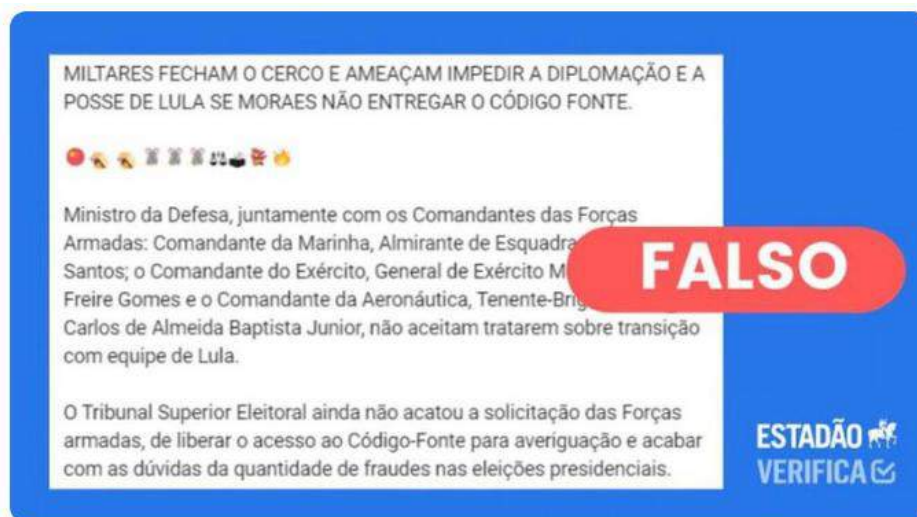 MILTARES FECHAM O CERCO E AMEAÇAM IMPEDIR A DIPLOMAÇÃO E A
POSSE DE LULA SE MORAES NÃO ENTREGAR O CÓDIGO FONTE.
Ministro da Defesa, juntamente com os Comandantes das Forças
Armadas: Comandante da Marinha, Almirante de Esquadra
Santos; o Comandante do Exército, General de Exército M
Freire Gomes e o Comandante da Aeronáutica, Tenente-Brig
Carlos de Almeida Baptista Junior, não aceitam tratarem sobre transição
com equipe de Lula.
O Tribunal Superior Eleitoral ainda não acatou a solicitação das Forças
armadas, de liberar o acesso ao Código-Fonte para averiguação e acabar
com as dúvidas da quantidade de fraudes nas eleições presidenciais.
FALSO
ESTADÃO
VERIFICA